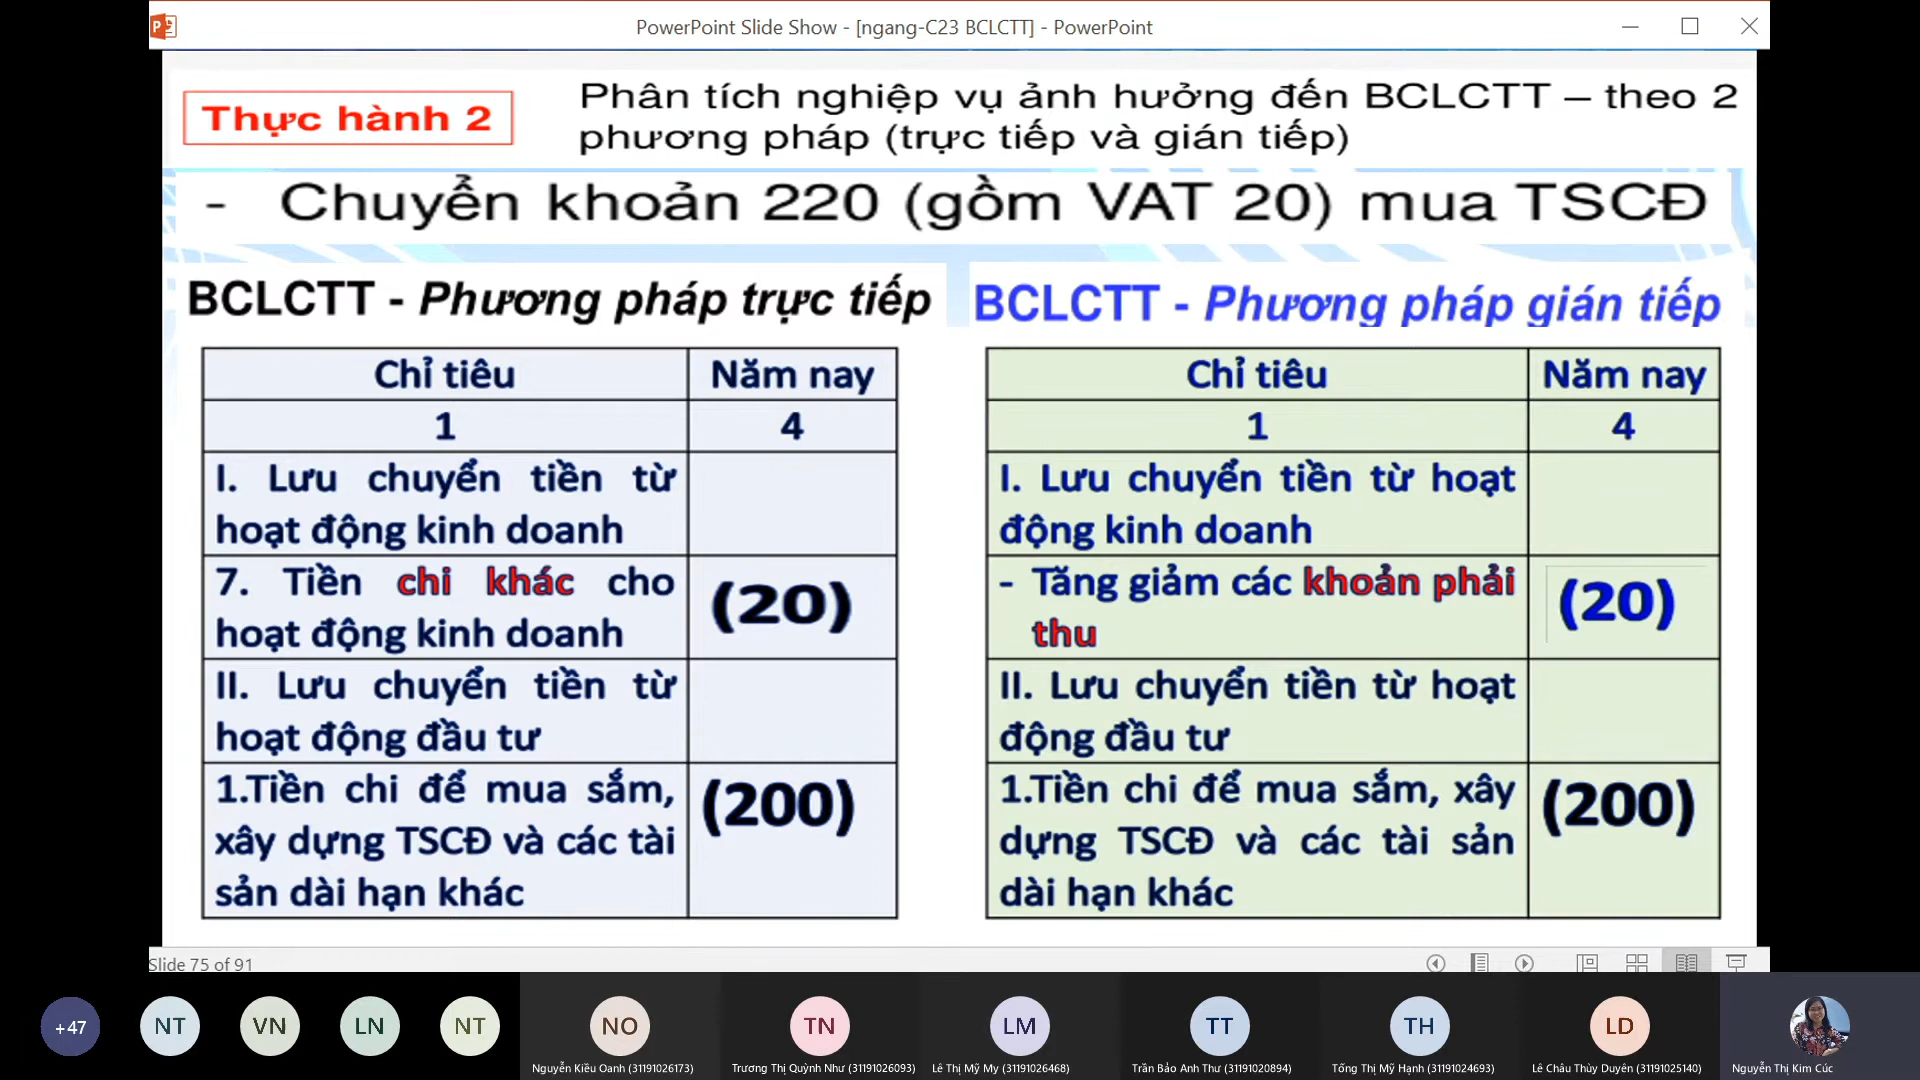 PowerPoint Slide Show - [ngang-C23 BCLCTT] - PowerPoint
Thực hành 2
Phân tích nghiệp vụ ảnh hưởng đến BCLCTT – theo 2
phương pháp (trực tiếp và gián tiếp)
- Chuyển khoản 220 (gồm VAT 20) mua TSCĐ
BCLCTT - Phương pháp trực tiếp
Chỉ tiêu Năm nay
1 4
I. Lưu chuyển tiền từ
hoạt động kinh doanh
7. Tiền chi khác cho
hoạt động kinh doanh
(20)
II. Lưu chuyển tiền từ
hoạt động đầu tư
1.Tiền chi để mua sắm,
xây dựng TSCĐ và các tài
sản dài hạn khác
(200)
BCLCTT - Phương pháp gián tiếp
Chỉ tiêu Năm nay
1 4
I. Lưu chuyển tiền từ hoạt
động kinh doanh
- Tăng giảm các khoản phải
thu
(20)
II. Lưu chuyển tiền từ hoạt
động đầu tư
1.Tiền chi để mua sắm, xây
dựng TSCĐ và các tài sản
dài hạn khác
(200)
Slide 75 of 91
+47
NT
VN
LN
NT
NO
TN
LM
TT
TH
LD
Nguyễn Kiều Oanh (31191026173)
Trương Thị Quỳnh Như (31191026093)
Lê Thị Mỹ My (31191026468)
Trần Bảo Anh Thư (31191020894)
Tống Thị Mỹ Hạnh (31191024693)
Lê Châu Thùy Duyên (31191025140)
Nguyễn Thị Kim Cúc